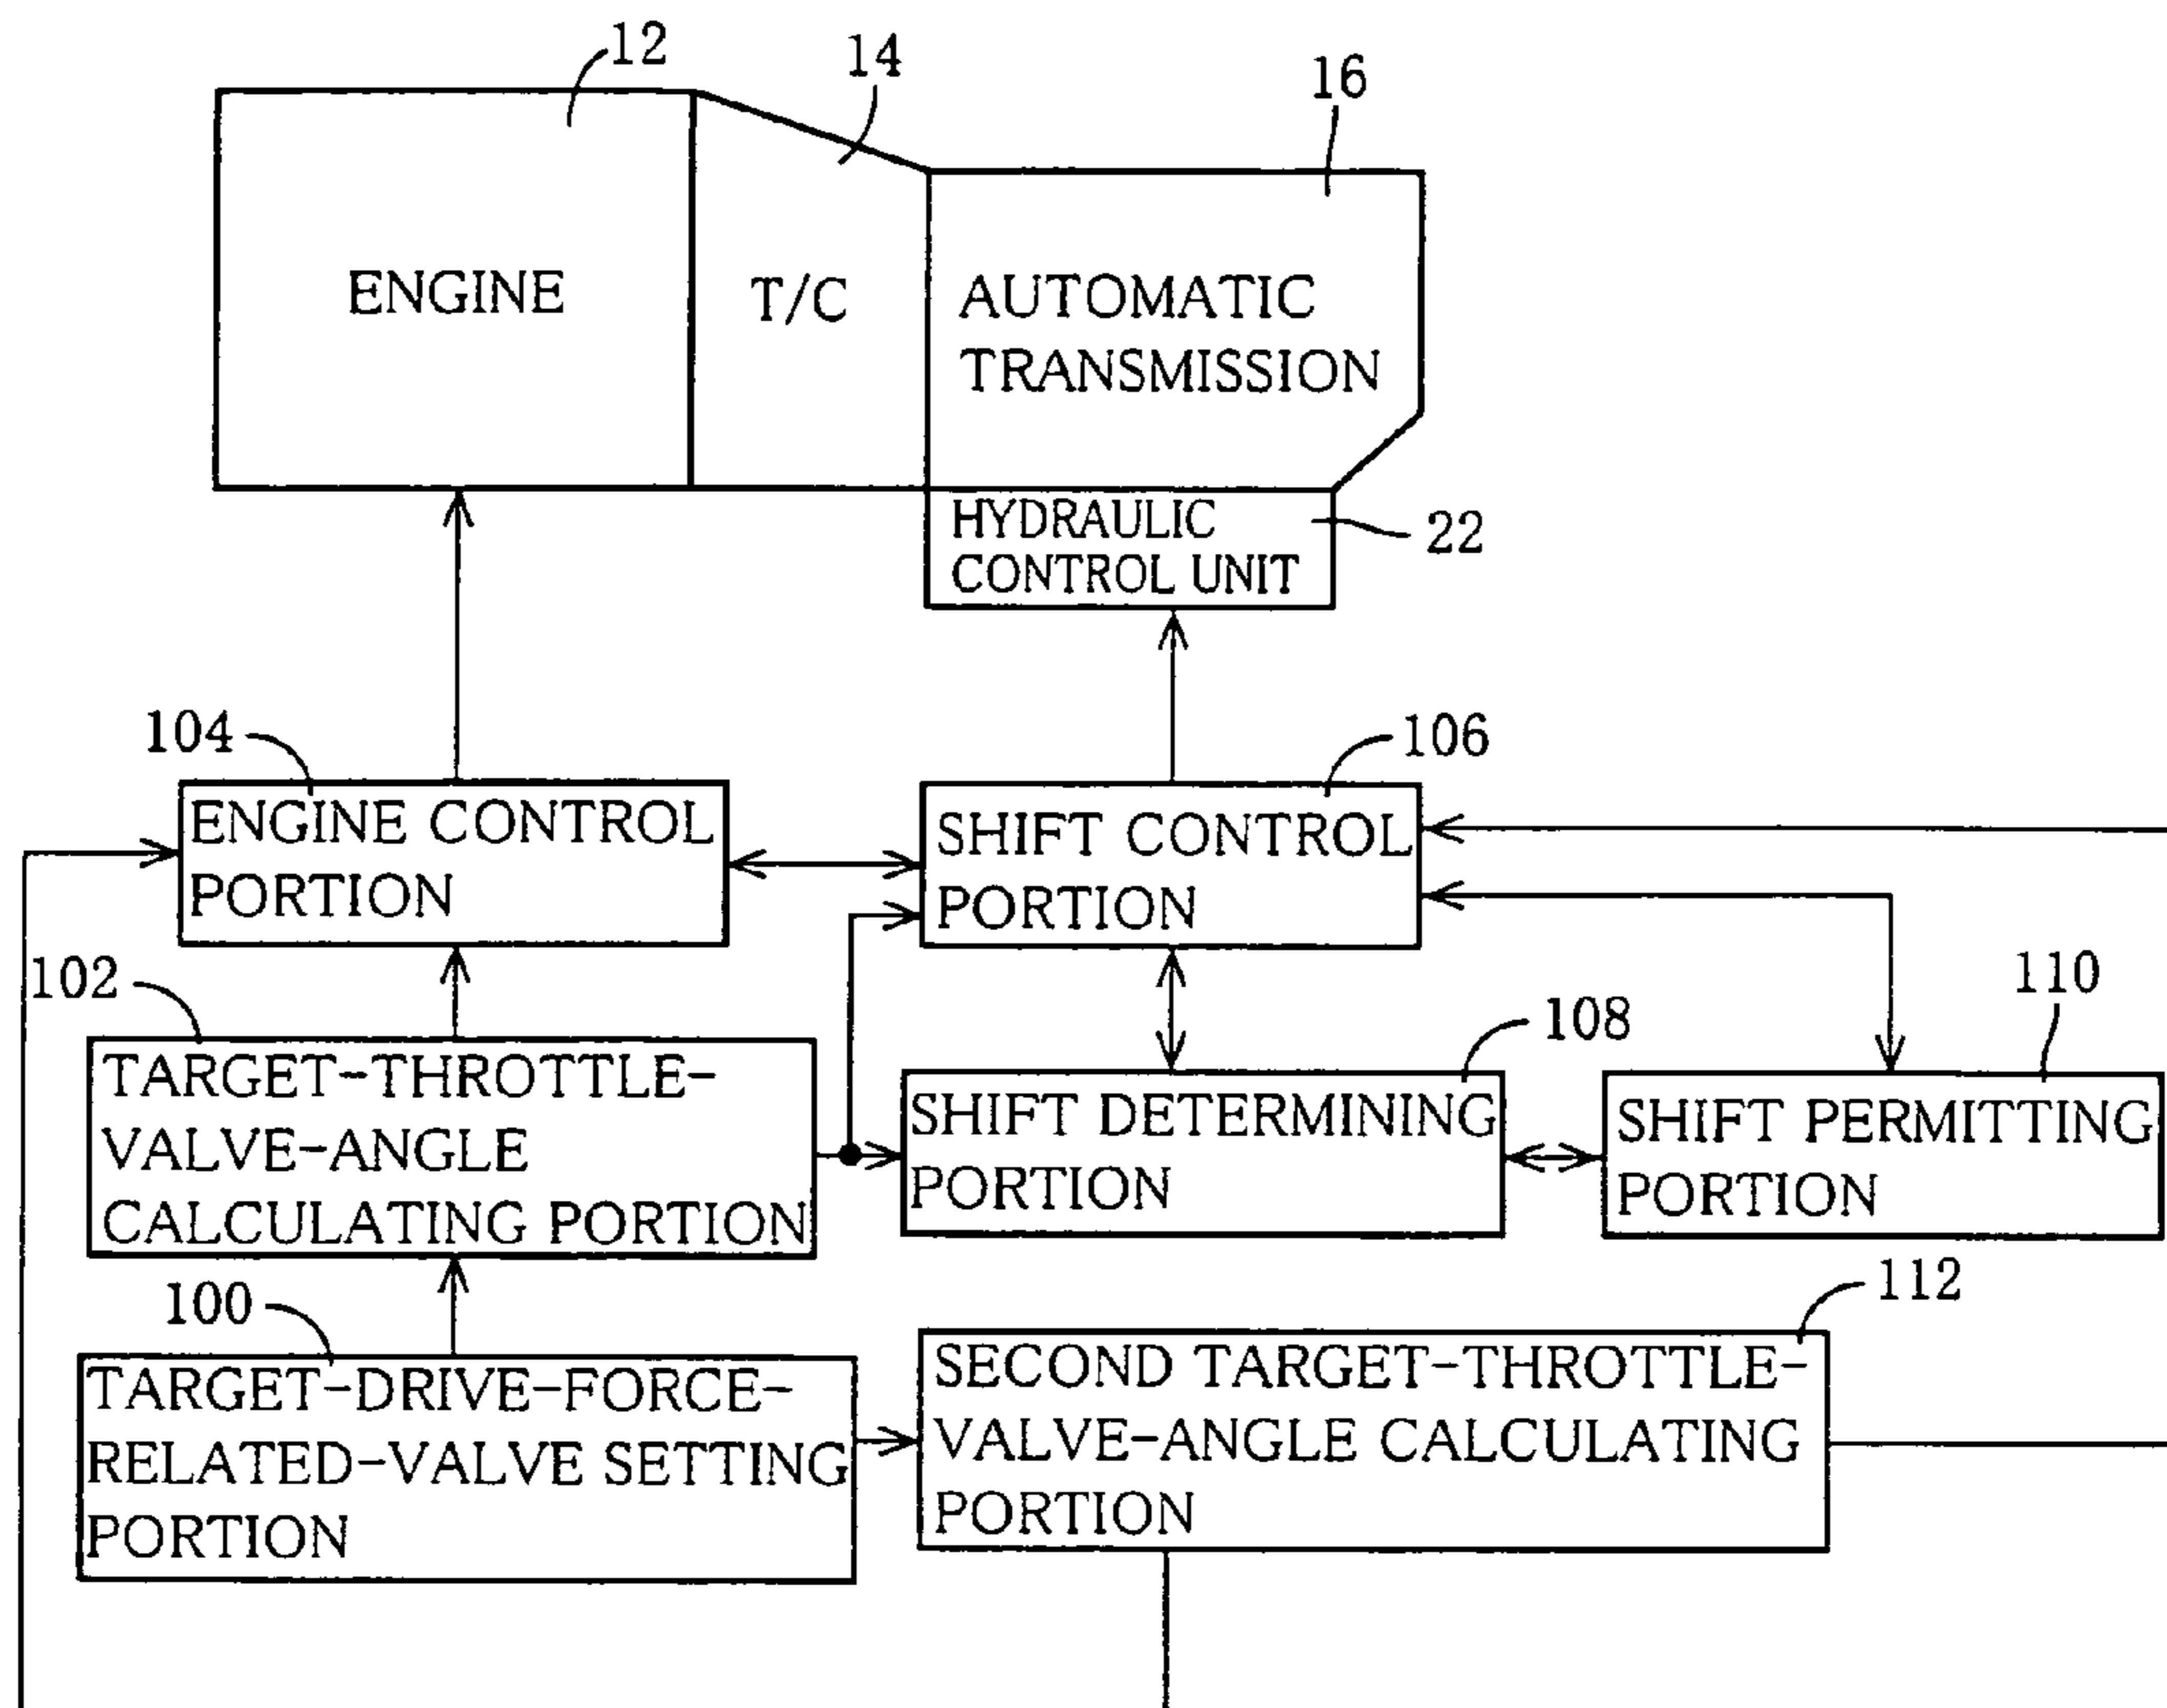 12
14
16
ENGINE
T/C
AUTOMATIC
TRANSMISSION
HYDRAULIC
CONTROL UNIT
22
104
106
ENGINE CONTROL
PORTION
SHIFT CONTROL
PORTION
102
110
108
TARGET-THROTTLE-
VALVE-ANGLE
CALCULATING PORTION
SHIFT DETERMINING
PORTION
SHIFT PERMITTING
PORTION
100
112
TARGET-DRIVE-FORCE-
RELATED-VALVE SETTING
PORTION
SECOND TARGET-THROTTLE-
VALVE-ANGLE CALCULATING
PORTION